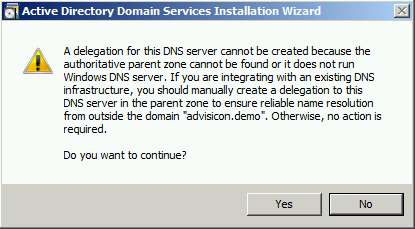 Active Directory Domain Services Installation Wizard
A delegation for this DNS server cannot be created because the
authoritative parent zone cannot be found or it does not run
Windows DNS server. If you are integrating with an existing DNS
infrastructure, you should manually create a delegation to this
DNS server in the parent zone to ensure reliable name resolution
from outside the domain "advisicon.demo". Otherwise, no action is
required.
Do you want to continue?
Yes No